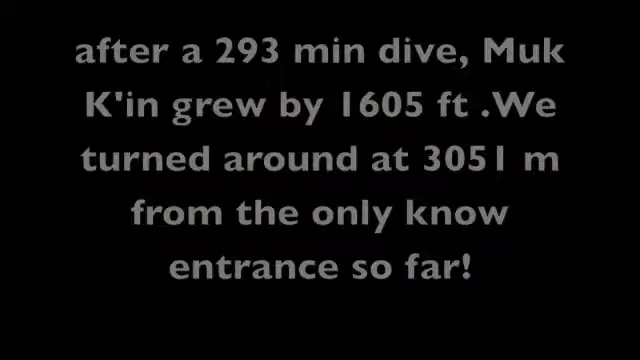 after a 293 min dive, Muk
K'in grew by 1605 ft .We
turned around at 3051 m
from the only know
entrance so far!